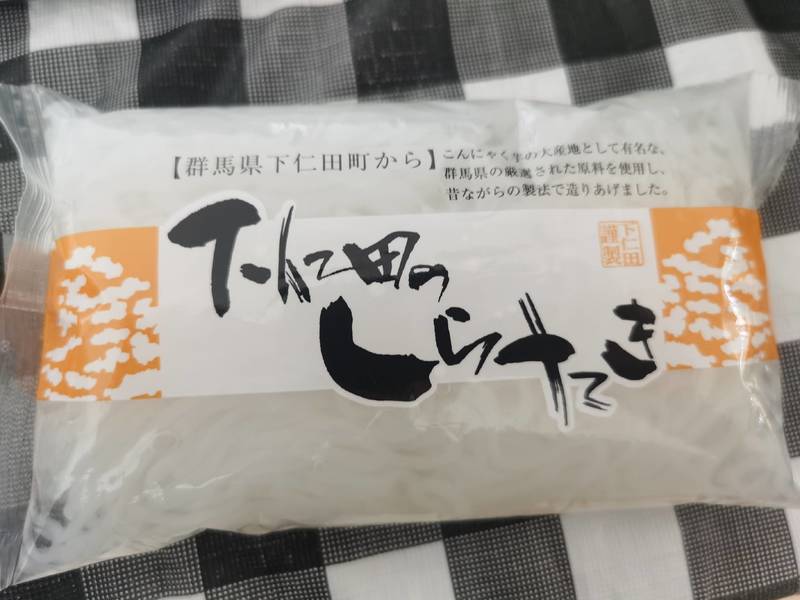 【群馬県下仁田町から】
こんにゃく芋の大産地として有名な、
群馬県の厳選された原料を使用し、
昔ながらの製法で造りあげました。
下仁田の
しらたき
下仁田
謹製